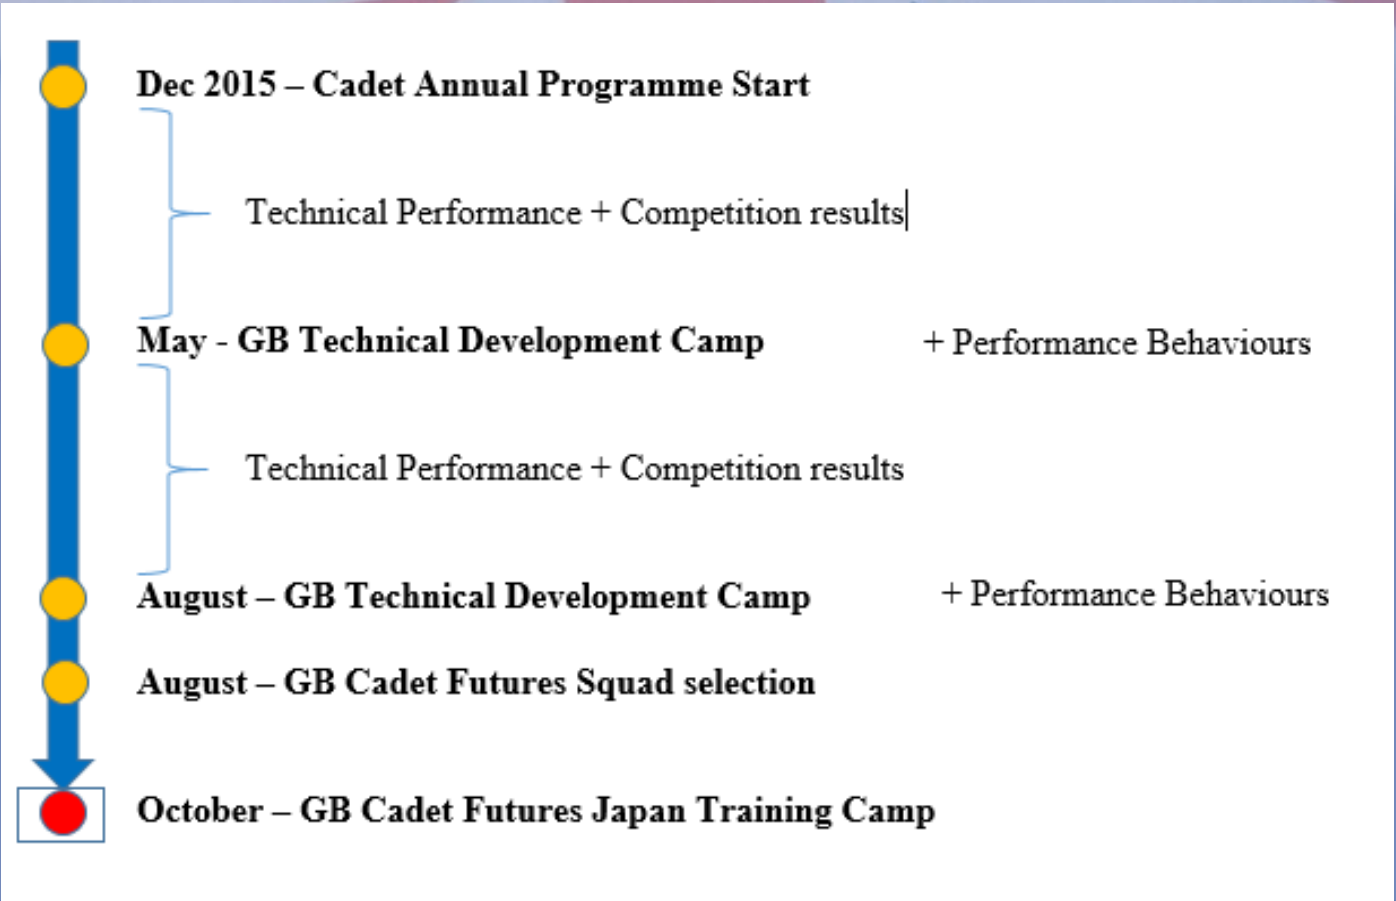 Dec 2015 – Cadet Annual Programme Start
Technical Performance + Competition results
May - GB Technical Development Camp + Performance Behaviours
Technical Performance + Competition results
August – GB Technical Development Camp + Performance Behaviours
August – GB Cadet Futures Squad selection
October – GB Cadet Futures Japan Training Camp